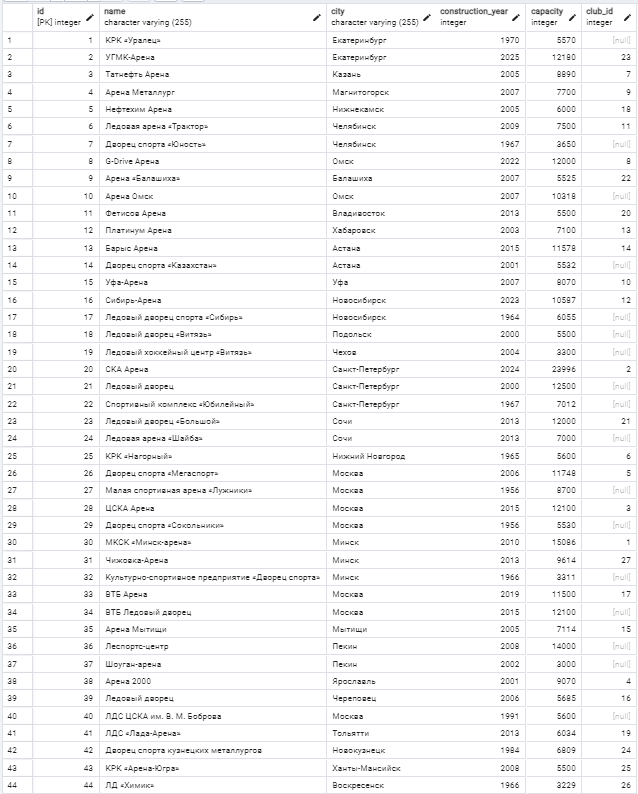 id name city construction_year capacity club_id
[PK] integer character varying (255) character varying (255) integer integer integer
1 1 КРК «Уралец» Екатеринбург 1970 5570 [null]
2 2 УГМК-Арена Екатеринбург 2025 12180 23
3 3 Татнефть Арена Казань 2005 8890 7
4 4 Арена Металлург Магнитогорск 2007 7700 9
5 5 Нефтехим Арена Нижнекамск 2005 6000 18
6 6 Ледовая арена «Трактор» Челябинск 2009 7500 11
7 7 Дворец спорта «Юность» Челябинск 1967 3650 [null]
8 8 G-Drive Арена Омск 2022 12000 8
9 9 Арена «Балашиха» Балашиха 2007 5525 22
10 10 Арена Омск Омск 2007 10318 [null]
11 11 Фетисов Арена Владивосток 2013 5500 20
12 12 Платинум Арена Хабаровск 2003 7100 13
13 13 Барыс Арена Астана 2015 11578 14
14 14 Дворец спорта «Казахстан» Астана 2001 5532 [null]
15 15 Уфа-Арена Уфа 2007 8070 10
16 16 Сибирь-Арена Новосибирск 2023 10587 12
17 17 Ледовый дворец спорта «Сибирь» Новосибирск 1964 6055 [null]
18 18 Ледовый дворец «Витязь» Подольск 2000 5500 [null]
19 19 Ледовый хоккейный центр «Витязь» Чехов 2004 3300 [null]
20 20 СКА Арена Санкт-Петербург 2024 23996 2
21 21 Ледовый дворец Санкт-Петербург 2000 12500 [null]
22 22 Спортивный комплекс «Юбилейный» Санкт-Петербург 1967 7012 [null]
23 23 Ледовый дворец «Большой» Сочи 2013 12000 21
24 24 Ледовая арена «Шайба» Сочи 2013 7000 [null]
25 25 КРК «Нагорный» Нижний Новгород 1965 5600 6
26 26 Дворец спорта «Мегаспорт» Москва 2006 11748 5
27 27 Малая спортивная арена «Лужники» Москва 1956 8700 [null]
28 28 ЦСКА Арена Москва 2015 12100 3
29 29 Дворец спорта «Сокольники» Москва 1956 5530 [null]
30 30 МКСК «Минск-арена» Минск 2010 15086 1
31 31 Чижовка-Арена Минск 2013 9614 27
32 32 Культурно-спортивное предприятие «Дворец спорта» Минск 1966 3311 [null]
33 33 ВТБ Арена Москва 2019 11500 17
34 34 ВТБ Ледовый дворец Москва 2015 12100 [null]
35 35 Арена Мытищи Мытищи 2005 7114 15
36 36 Леспортс-центр Пекин 2008 14000 [null]
37 37 Шоуган-арена Пекин 2002 3000 [null]
38 38 Арена 2000 Ярославль 2001 9070 4
39 39 Ледовый дворец Череповец 2006 5685 16
40 40 ЛДС ЦСКА им. В. М. Боброва Москва 1991 5600 [null]
41 41 ЛДС «Лада-Арена» Тольятти 2013 6034 19
42 42 Дворец спорта кузнецких металлургов Новокузнецк 1984 6809 24
43 43 КРК «Арена-Югра» Ханты-Мансийск 2008 5500 25
44 44 ЛД «Химик» Воскресенск 1966 3229 26